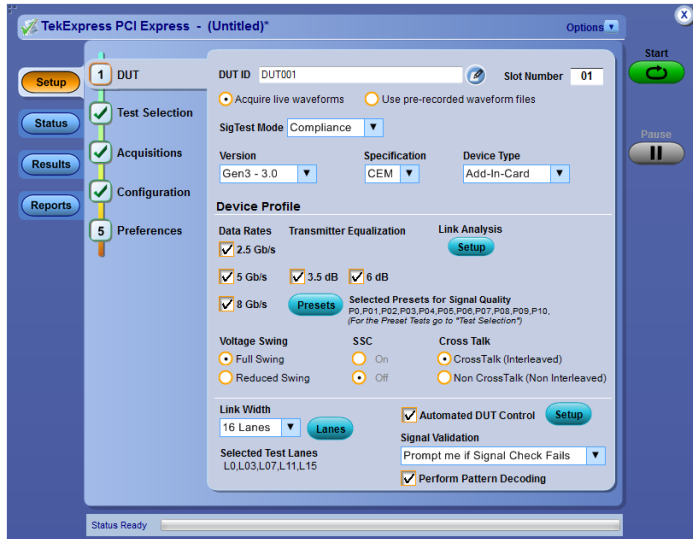 TekExpress PCI Express - (Untitled)*
Options
Start
Pause
Setup
Status
Results
Reports
1 DUT
Test Selection
Acquisitions
Configuration
5 Preferences
DUT ID DUT001 Slot Number 01
Acquire live waveforms Use pre-recorded waveform files
SigTest Mode Compliance
Version Specification Device Type
Gen3 - 3.0 CEM Add-In-Card
Device Profile
Data Rates Transmitter Equalization Link Analysis
2.5 Gb/s Setup
5 Gb/s 3.5 dB 6 dB
8 Gb/s Presets Selected Presets for Signal Quality
P0,P01,P02,P03,P04,P05,P06,P07,P08,P09,P10,
(For the Preset Tests go to "Test Selection")
Voltage Swing SSC Cross Talk
Full Swing On CrossTalk (Interleaved)
Reduced Swing Off Non CrossTalk (Non Interleaved)
Link Width
16 Lanes Lanes
Selected Test Lanes
L0,L03,L07,L11,L15
Automated DUT Control Setup
Signal Validation
Prompt me if Signal Check Fails
Perform Pattern Decoding
Status Ready